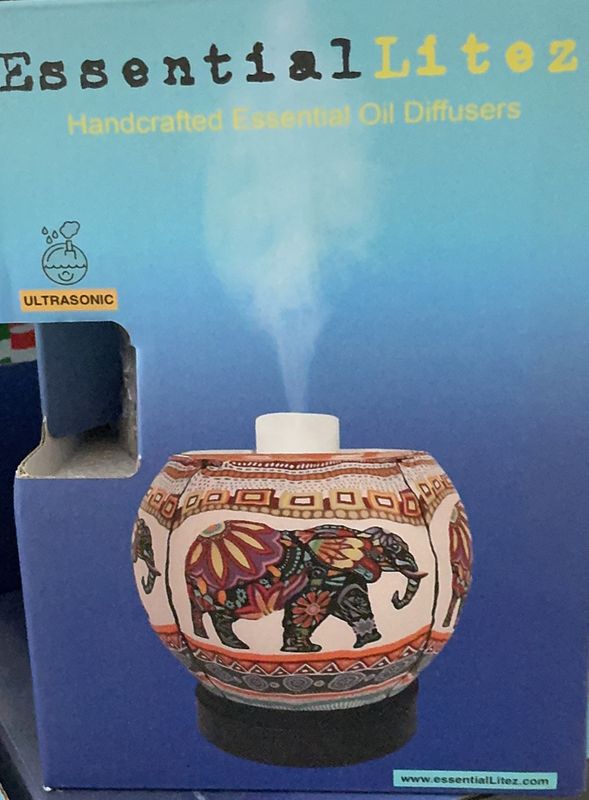 EssentialLitez
Handcrafted Essential Oil Diffusers
ULTRASONIC
www.essentialLitez.com